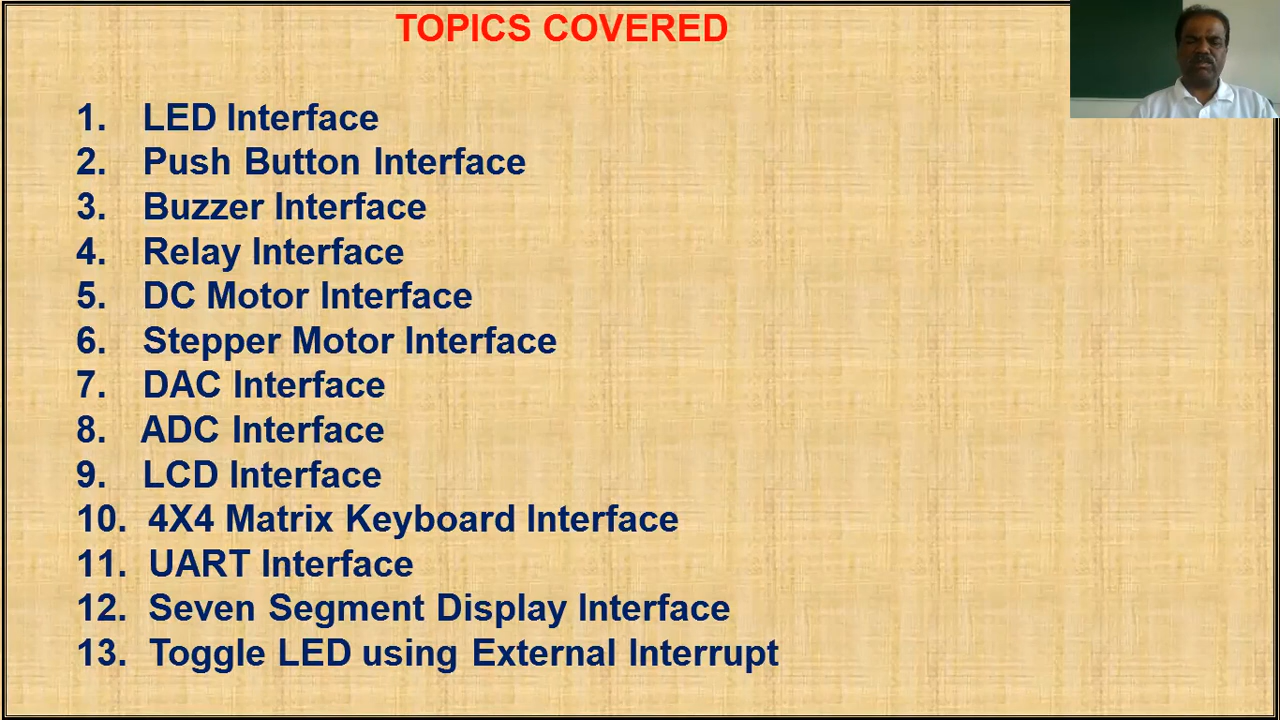 TOPICS COVERED
1. LED Interface
2. Push Button Interface
3. Buzzer Interface
4. Relay Interface
5. DC Motor Interface
6. Stepper Motor Interface
7. DAC Interface
8. ADC Interface
9. LCD Interface
10. 4X4 Matrix Keyboard Interface
11. UART Interface
12. Seven Segment Display Interface
13. Toggle LED using External Interrupt